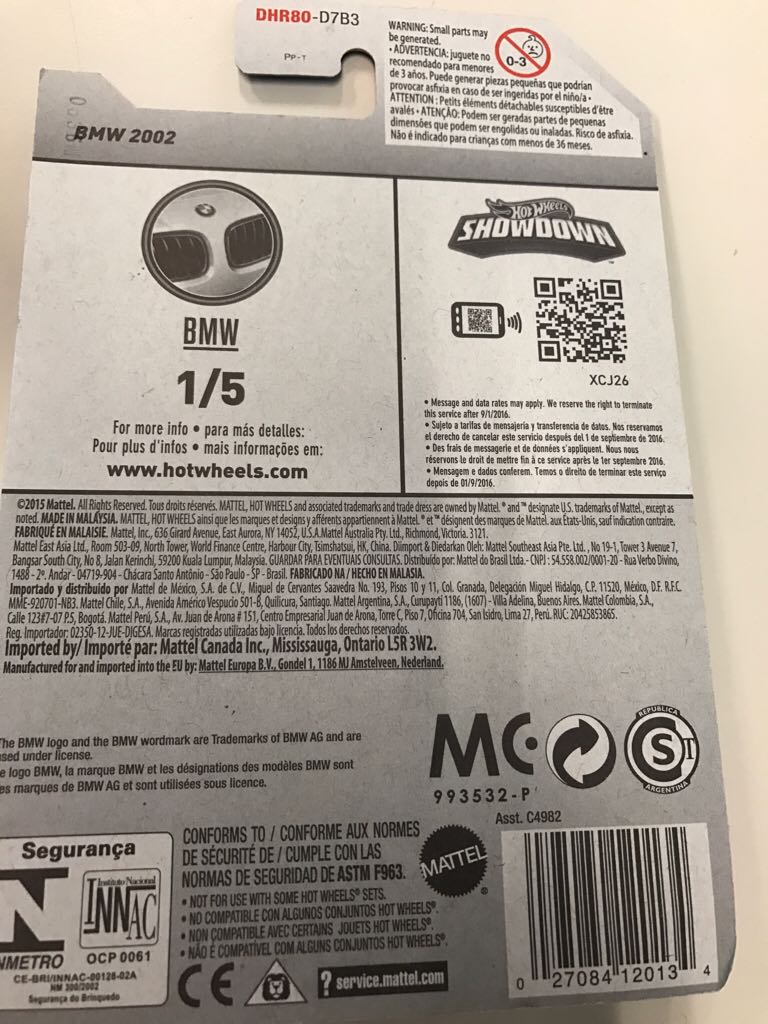 DHR80-D7B3
PP-T
WARNING: Small parts may
be generated.
• ADVERTENCIA: juguete no
recomendado para menores
de 3 años. Puede generar piezas pequeñas que podrían
provocar asfixia en caso de ser ingeridas por el niño/a •
ATTENTION : Petits éléments détachables susceptibles d'être
avalés • ATENÇÃO: Podem ser geradas partes de pequenas
dimensões que podem ser engolidas ou inaladas. Risco de asfixia.
Não é indicado para crianças com menos de 36 meses.
0-3
BMW 2002
BMW
1/5
For more info • para más detalles:
Pour plus d'infos • mais informações em:
www.hotwheels.com
HOT WHEELS
SHOWDOWN™
XCJ26
• Message and data rates may apply. We reserve the right to terminate
this service after 9/1/2016.
• Sujeto a tarifas de mensajería y transferencia de datos. Nos reservamos
el derecho de cancelar este servicio después del 1 de septiembre de 2016.
• Des frais de messagerie et de données s'appliquent. Nous nous
réservons le droit de mettre fin à ce service après le 1er septembre 2016.
• Mensagem e dados conferem. Temos o direito de terminar este serviço
depois do 01/9/2016.
©2015 Mattel. All Rights Reserved. Tous droits réservés. MATTEL, HOT WHEELS and associated trademarks and trade dress are owned by Mattel. ® and ™ designate U.S. trademarks of Mattel, except as
noted. MADE IN MALAYSIA. MATTEL, HOT WHEELS ainsi que les marques et designs y afférents appartiennent à Mattel. ® et ™ désignent des marques de Mattel aux États-Unis, sauf indication contraire.
FABRIQUÉ EN MALAISIE. Mattel, Inc., 636 Girard Avenue, East Aurora, NY 14052, U.S.A. Mattel Australia Pty. Ltd., Richmond, Victoria. 3121.
Mattel East Asia Ltd., Room 503-09, North Tower, World Finance Centre, Harbour City, Tsimshatsui, HK, China. Diimport & Diedarkan Oleh: Mattel Southeast Asia Pte. Ltd., No 19-1, Tower 3 Avenue 7,
Bangsar South City, No 8, Jalan Kerinchi, 59200 Kuala Lumpur, Malaysia. GUARDAR PARA EVENTUAIS CONSULTAS. Distribuído por: Mattel do Brasil Ltda.- CNPJ : 54.558.002/0001-20 - Rua Verbo Divino,
1488 - 2º. Andar - 04719-904 - Chácara Santo Antônio - São Paulo - SP - Brasil. FABRICADO NA / HECHO EN MALASIA.
Importado y distribuido por Mattel de México, S.A. de C.V., Miguel de Cervantes Saavedra No. 193, Pisos 10 y 11, Col. Granada, Delegación Miguel Hidalgo, C.P. 11520, México, D.F. R.F.C.
MME-920701-NB3. Mattel Chile, S.A., Avenida Américo Vespucio 501-B, Quilicura, Santiago. Mattel Argentina, S.A., Curupaytí 1186, (1607) - Villa Adelina, Buenos Aires. Mattel Colombia, S.A.,
Calle 123#7-07 P.5, Bogotá. Mattel Perú, S.A., Av. Juan de Arona # 151, Centro Empresarial Juan de Arona, Torre C, Piso 7, Oficina 704, San Isidro, Lima 27, Perú. RUC: 20425853865.
Reg. Importador: 02350-12-JUE-DIGESA. Marcas registradas utilizadas bajo licencia. Todos los derechos reservados.
Imported by/ Importé par: Mattel Canada Inc., Mississauga, Ontario L5R 3W2.
Manufactured for and imported into the EU by: Mattel Europa B.V., Gondel 1, 1186 MJ Amstelveen, Nederland.
The BMW logo and the BMW wordmark are Trademarks of BMW AG and are
used under license.
e logo BMW, la marque BMW et les désignations des modèles BMW sont
es marques de BMW AG et sont utilisées sous licence.
MC
993532-P
REPUBLICA
S
ARGENTINA
Asst. C4982
Segurança
NMETRO
Instituto Nacional
INNAC
OCP 0061
CE-BRI/INNAC-00128-02A
NM 300/2002
Segurança do Brinquedo
CONFORMS TO / CONFORME AUX NORMES
DE SÉCURITÉ DE / CUMPLE CON LAS
NORMAS DE SEGURIDAD DE ASTM F963.
• NOT FOR USE WITH SOME HOT WHEELS® SETS.
• NO COMPATIBLE CON ALGUNOS CONJUNTOS HOT WHEELS®.
• NON COMPATIBLE AVEC CERTAINS JOUETS HOT WHEELS®.
• NÃO É COMPATÍVEL COM ALGUNS CONJUNTOS HOT WHEELS®.
MATTEL®
CE
? service.mattel.com
0 27084 12013 4